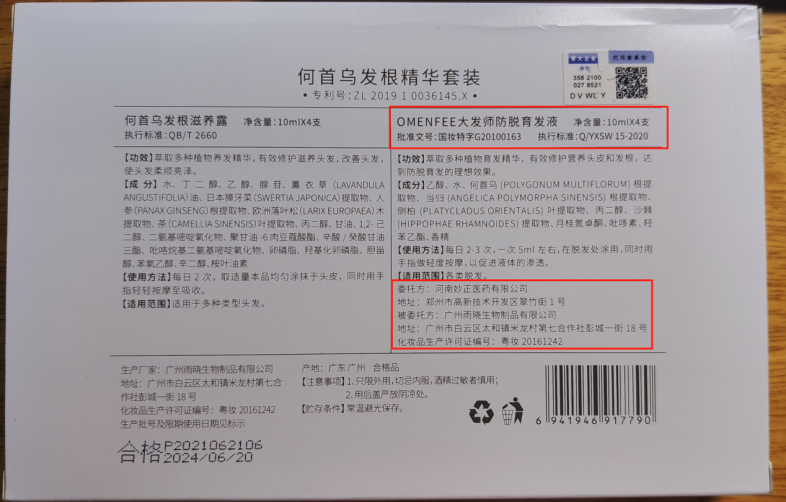 何首乌发根精华套装
•专利号:ZL 2019 1 0036145.X•
军大企业
防伪查真伪
序号:
358 2100
027 8521
D V WL Y
何首乌发根滋养露 净含量:10ml X4支
执行标准:QB/T 2660
【功效】萃取多种植物养发精华,有效修护滋养头发,改善头发,
使头发柔顺亮泽。
【成 分】水、丁二醇、乙醇、腺苷、薰衣草(LAVANDULA
ANGUSTIFOLIA)油、日本獐牙菜(SWERTIA JAPONICA)提取物、人
参(PANAX GINSENG)根提取物、欧洲落叶松(LARIX EUROPAEA)木
提取物、茶(CAMELLIA SINENSIS)叶提取物、丙二醇、甘油、1,2-己
二醇、二氨基嘧啶氧化物、聚甘油-6肉豆蔻酸酯、辛酸/癸酸甘油
三酯、吡咯烷基二氨基嘧啶氧化物、卵磷脂、羟基化卵磷脂、胆甾
醇、苯氧乙醇、辛二醇、桉叶油素
【使用方法】每日2次,取适量本品均匀涂抹于头皮,同时用手
指轻轻按摩至吸收。
【适用范围】适用于多种类型头发。
OMENFEE大发师防脱育发液 净含量:10mlX4支
批准文号:国妆特字G20100163 执行标准:Q/YXSW 15-2020
【功效】萃取多种植物育发精华,有效修护营养头皮和发根,达
到防脱育发的理想效果。
【成分】乙醇、水、何首乌(POLYGONUM MULTIFLORUM)根提
取物、当归(ANGELICA POLYMORPHA SINENSIS)根提取物、
侧柏(PLATYCLADUS ORIENTALIS)叶提取物、丙二醇、沙棘
(HIPPOPHAE RHAMNOIDES)提取物、月桂氮卓酮、吡哆素、羟
苯乙酯、香精
【使用方法】每日2-3次,一次5ml左右,在脱发处涂用,同时用
手指做轻度按摩,以促进液体的渗透。
【适用范围】各类脱发。
委托方:河南妙正医药有限公司
地址:郑州市高新技术开发区翠竹街1号
被委托方:广州雨晓生物制品有限公司
地址:广州市白云区太和镇米龙村第七合作社彭城一街18号
化妆品生产许可证编号:粤妆20161242
生产厂家:广州雨晓生物制品有限公司
地址:广州市白云区太和镇米龙村第七合
作社彭城一街18号
化妆品生产许可证编号:粤妆20161242
生产批号及限期使用日期见标示
产地:广东广州 合格品
【注意事项】1.只限外用,切忌内服,酒精过敏者慎用;
2.用后盖严放阴凉处。
【贮存条件】常温避光保存。
合格P2021062106
2024/06/20
6 941946 917790